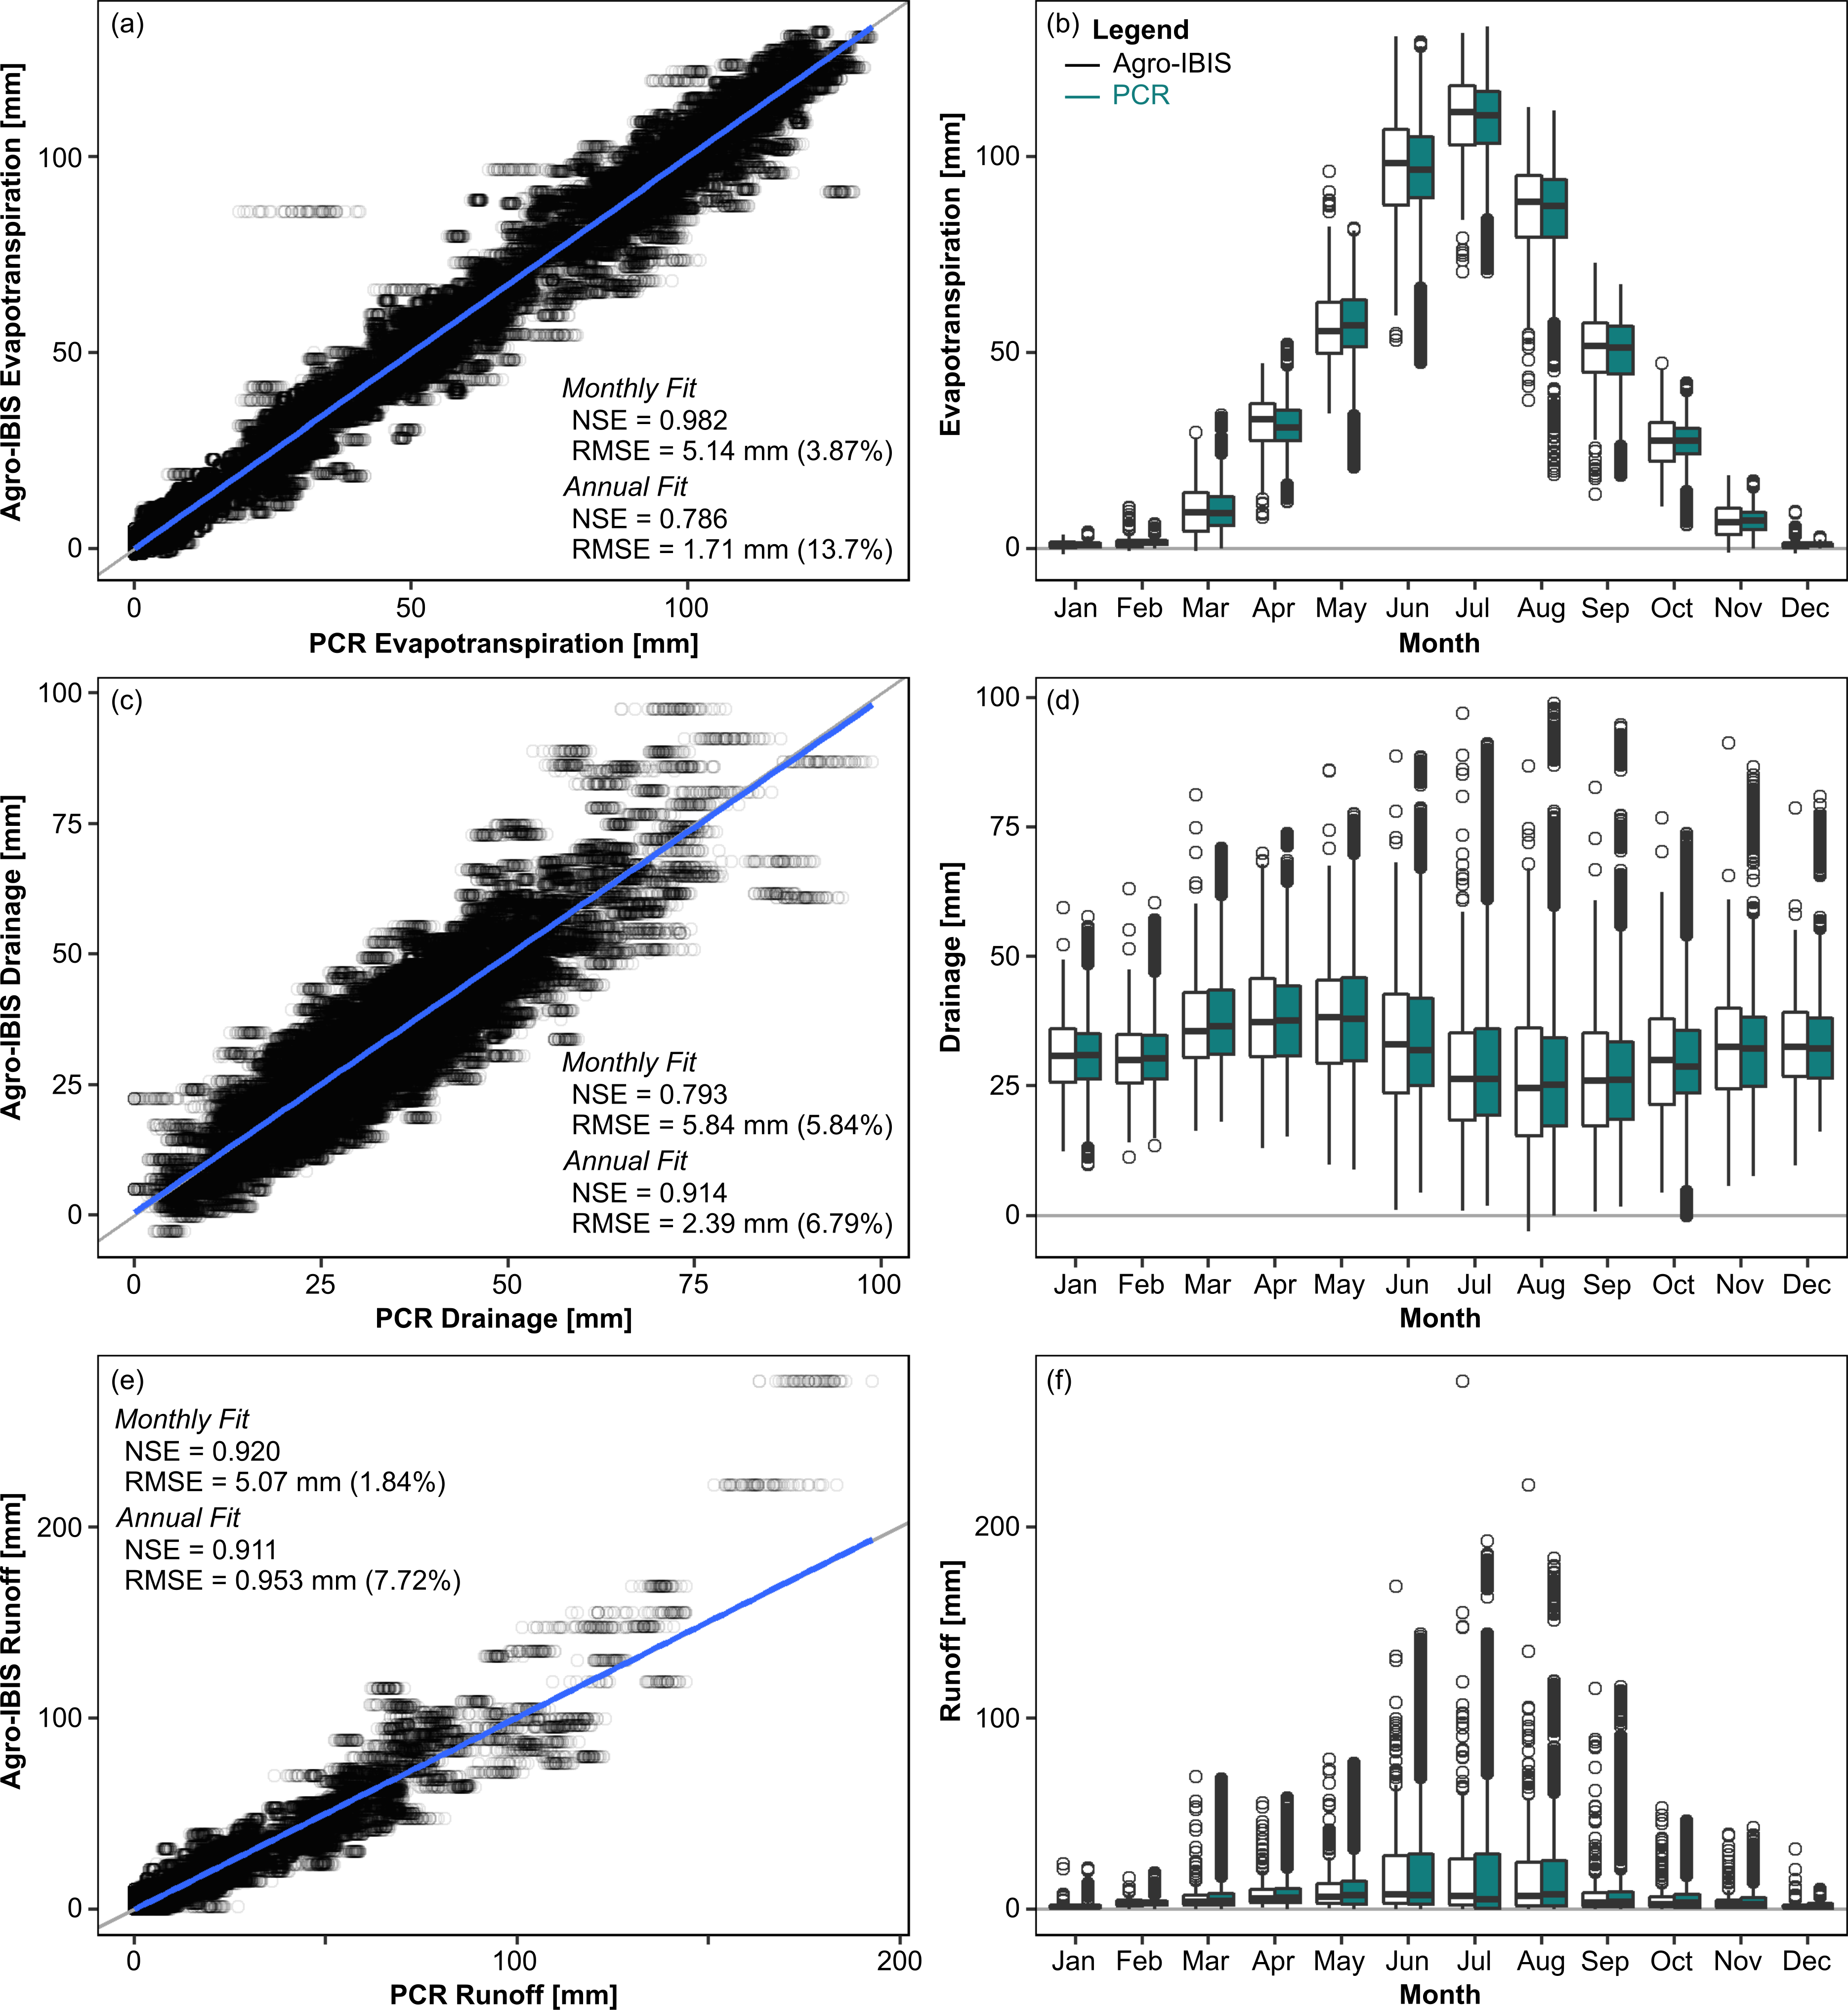 (a)
Agro-IBIS Evapotranspiration [mm]
100
50
0
Monthly Fit
NSE = 0.982
RMSE = 5.14 mm (3.87%)
Annual Fit
NSE = 0.786
RMSE = 1.71 mm (13.7%)
0 50 100
PCR Evapotranspiration [mm]
(b)
Legend
Agro-IBIS
PCR
Evapotranspiration [mm]
100
50
0
Jan Feb Mar Apr May Jun Jul Aug Sep Oct Nov Dec
Month
(c)
Agro-IBIS Drainage [mm]
100
75
50
25
0
Monthly Fit
NSE = 0.793
RMSE = 5.84 mm (5.84%)
Annual Fit
NSE = 0.914
RMSE = 2.39 mm (6.79%)
0 25 50 75 100
PCR Drainage [mm]
(d)
Drainage [mm]
100
75
50
25
0
Jan Feb Mar Apr May Jun Jul Aug Sep Oct Nov Dec
Month
(e)
Agro-IBIS Runoff [mm]
200
100
0
Monthly Fit
NSE = 0.920
RMSE = 5.07 mm (1.84%)
Annual Fit
NSE = 0.911
RMSE = 0.953 mm (7.72%)
0 100 200
PCR Runoff [mm]
(f)
Runoff [mm]
200
100
0
Jan Feb Mar Apr May Jun Jul Aug Sep Oct Nov Dec
Month